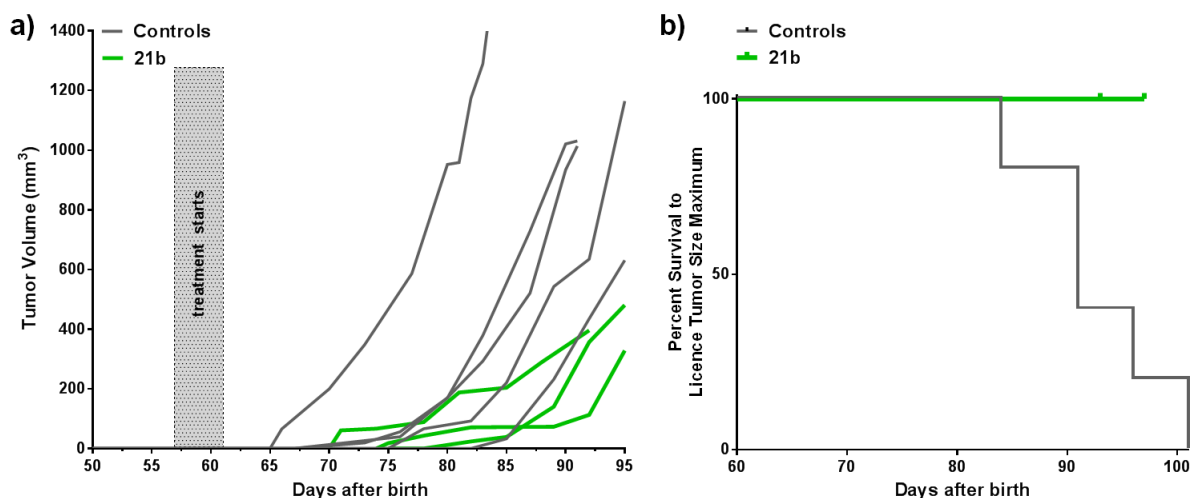 a)
Controls
21b
Tumor Volume (mm³)
1400
1200
1000
800
600
400
200
0
treatment starts
50
55
60
65
70
75
80
85
90
95
Days after birth
b)
Controls
21b
Percent Survival to
Licence Tumor Size Maximum
100
50
0
60
70
80
90
100
Days after birth